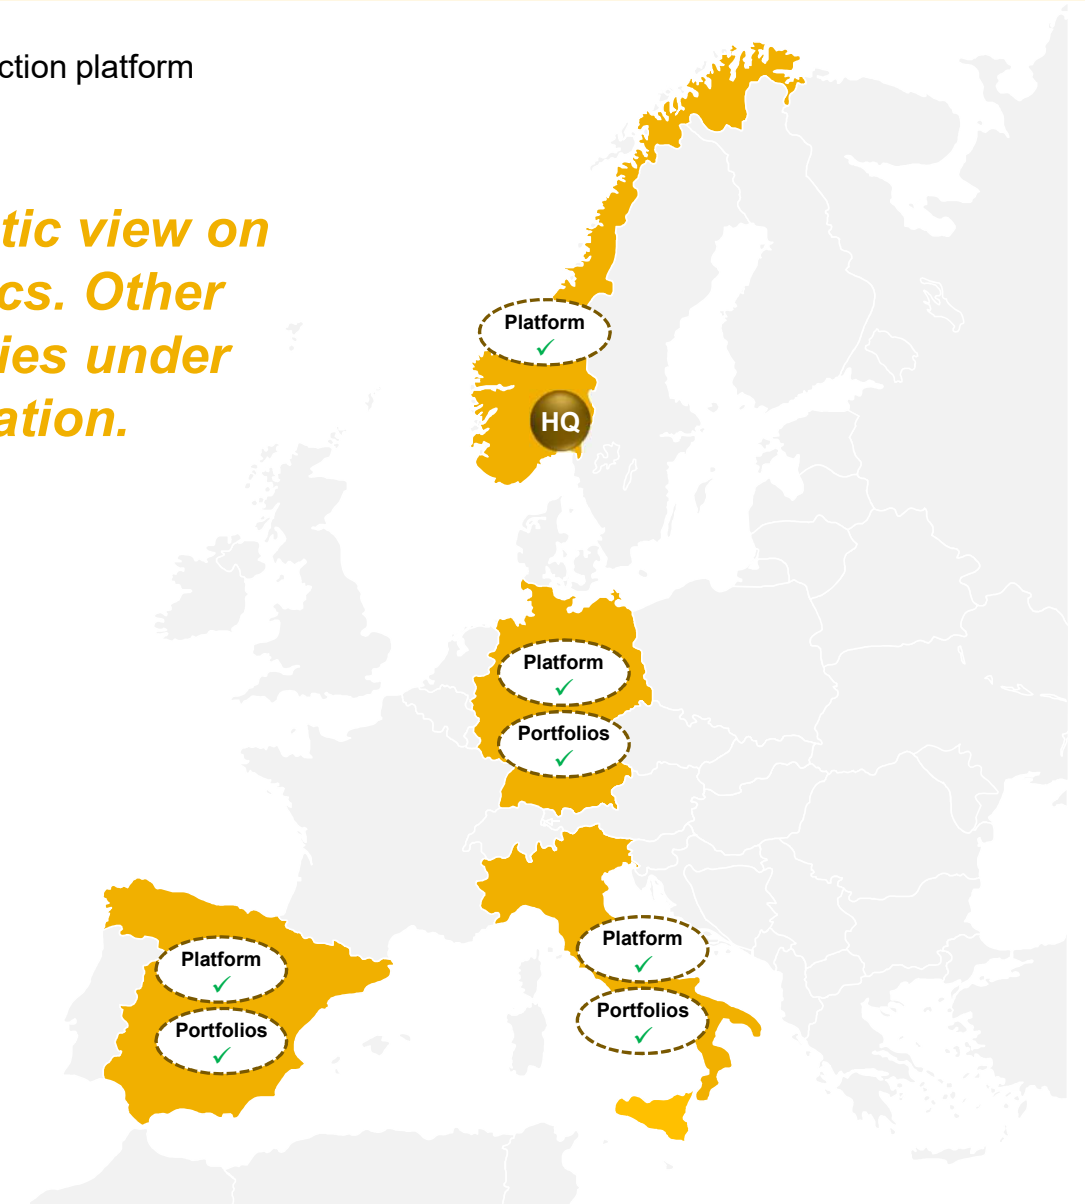 ction platform
tic view on
cs. Other
ies under
ation.
Platform
✓
HQ
Platform
✓
Portfolios
✓
Platform
✓
Portfolios
✓
Platform
✓
Portfolios
✓